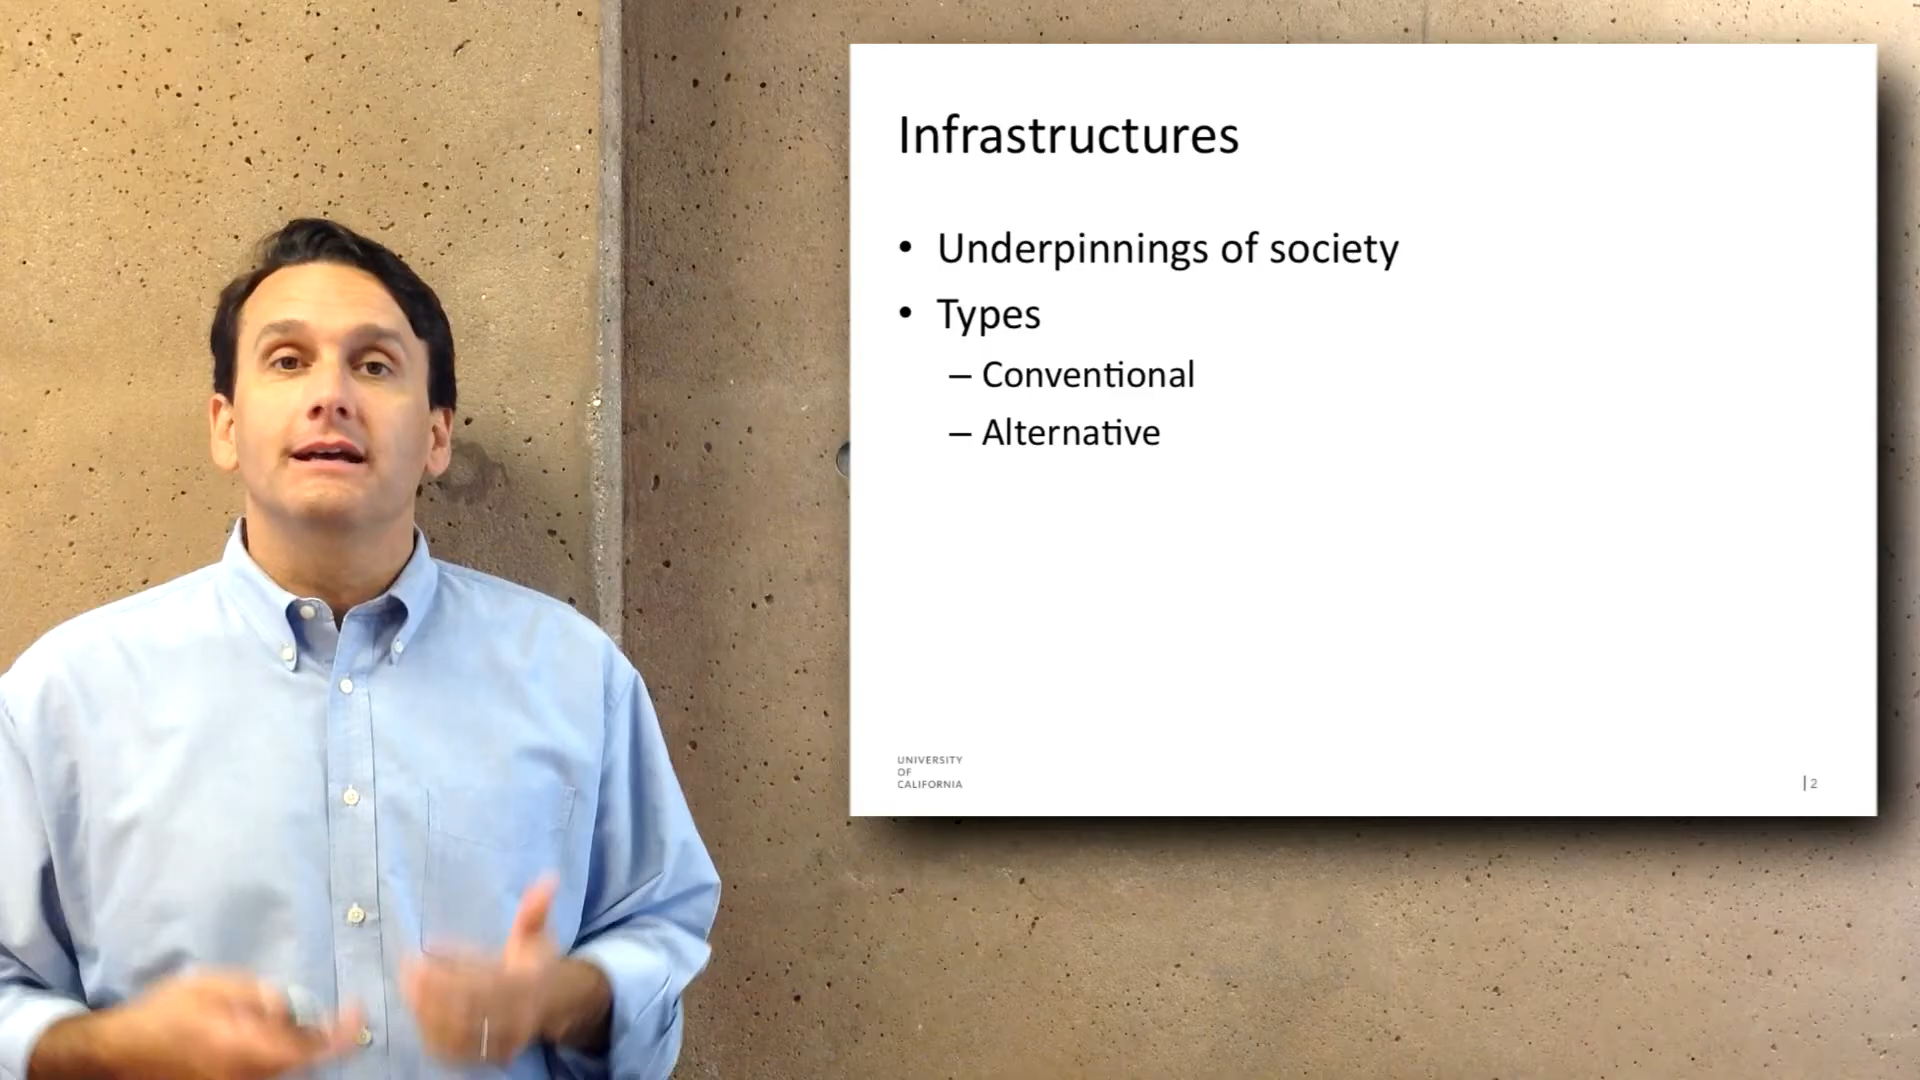 Infrastructures
• Underpinnings of society
• Types
– Conventional
– Alternative
UNIVERSITY
OF
CALIFORNIA
| 2